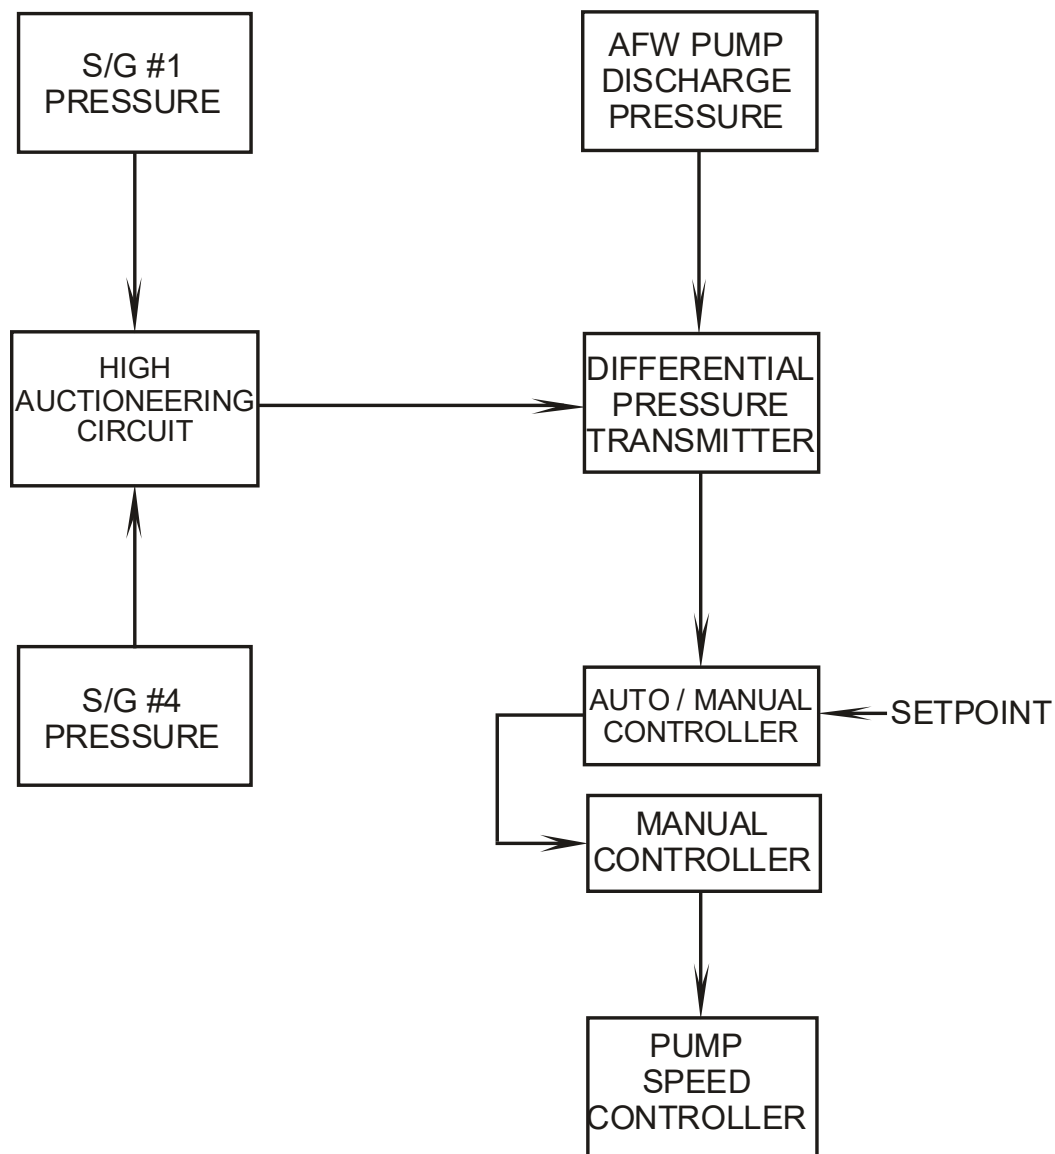 S/G #1
PRESSURE
AFW PUMP
DISCHARGE
PRESSURE
HIGH
AUCTIONEERING
CIRCUIT
DIFFERENTIAL
PRESSURE
TRANSMITTER
S/G #4
PRESSURE
AUTO / MANUAL
CONTROLLER
SETPOINT
MANUAL
CONTROLLER
PUMP
SPEED
CONTROLLER